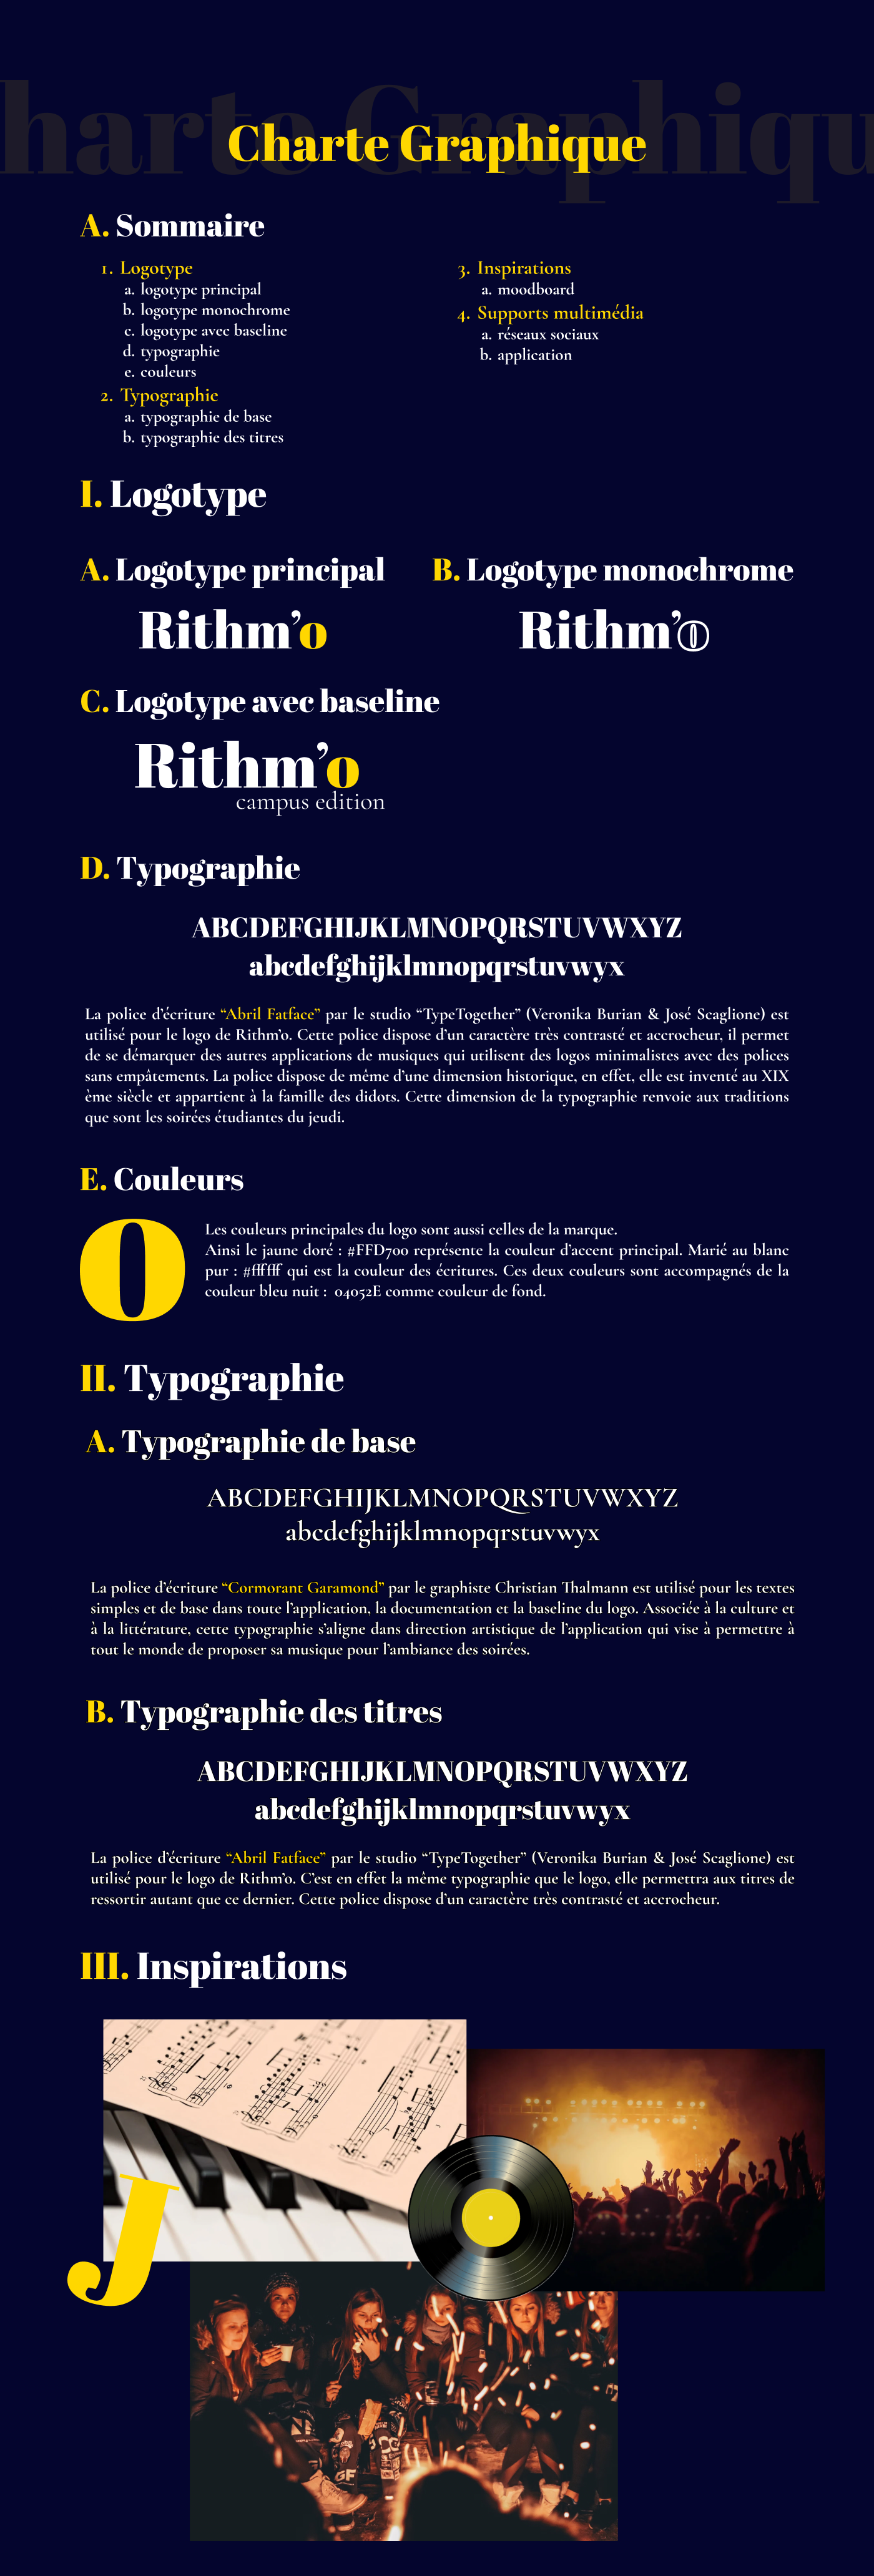 Charte Graphique
Charte Graphique
A. Sommaire
1. Logotype
a. logotype principal
b. logotype monochrome
c. logotype avec baseline
d. typographie
e. couleurs
2. Typographie
a. typographie de base
b. typographie des titres
3. Inspirations
a. moodboard
4. Supports multimédia
a. réseaux sociaux
b. application
I. Logotype
A. Logotype principal
Rithm’o
B. Logotype monochrome
Rithm’o
C. Logotype avec baseline
Rithm’o
campus edition
D. Typographie
ABCDEFGHIJKLMNOPQRSTUVWXYZ
abcdefghijklmnopqrstuvwyx
La police d’écriture “Abril Fatface” par le studio “TypeTogether” (Veronika Burian & José Scaglione) est
utilisé pour le logo de Rithm’o. Cette police dispose d’un caractère très contrasté et accrocheur, il permet
de se démarquer des autres applications de musiques qui utilisent des logos minimalistes avec des polices
sans empâtements. La police dispose de même d’une dimension historique, en effet, elle est inventé au XIX
ème siècle et appartient à la famille des didots. Cette dimension de la typographie renvoie aux traditions
que sont les soirées étudiantes du jeudi.
E. Couleurs
O
Les couleurs principales du logo sont aussi celles de la marque.
Ainsi le jaune doré : #FFD700 représente la couleur d’accent principal. Marié au blanc
pur : #ffffff qui est la couleur des écritures. Ces deux couleurs sont accompagnés de la
couleur bleu nuit : 04052E comme couleur de fond.
II. Typographie
A. Typographie de base
ABCDEFGHIJKLMNOPQRSTUVWXYZ
abcdefghijklmnopqrstuvwyx
La police d’écriture “Cormorant Garamond” par le graphiste Christian Thalmann est utilisé pour les textes
simples et de base dans toute l’application, la documentation et la baseline du logo. Associée à la culture et
à la littérature, cette typographie s’aligne dans direction artistique de l’application qui vise à permettre à
tout le monde de proposer sa musique pour l’ambiance des soirées.
B. Typographie des titres
ABCDEFGHIJKLMNOPQRSTUVWXYZ
abcdefghijklmnopqrstuvwyx
La police d’écriture “Abril Fatface” par le studio “TypeTogether” (Veronika Burian & José Scaglione) est
utilisé pour le logo de Rithm’o. C’est en effet la même typographie que le logo, elle permettra aux titres de
ressortir autant que ce dernier. Cette police dispose d’un caractère très contrasté et accrocheur.
III. Inspirations
J